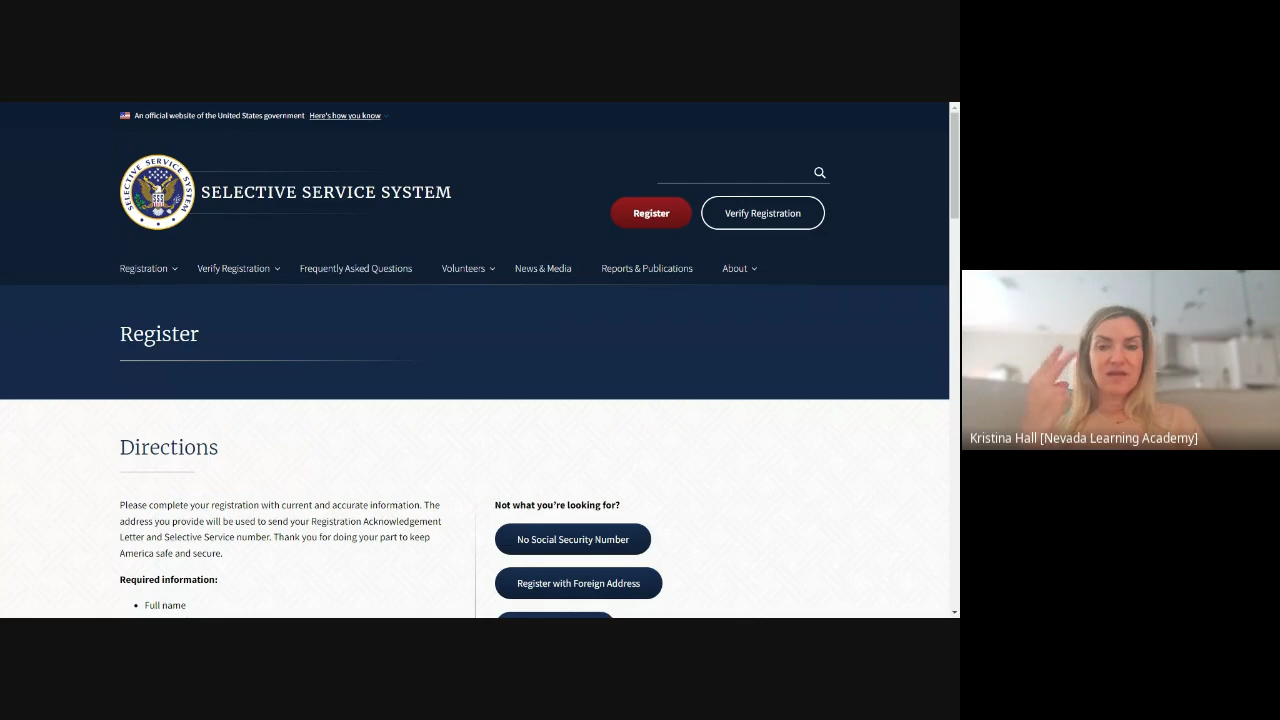 An official website of the United States government Here's how you know
SELECTIVE SERVICE SYSTEM
SSS
SELECTIVE SERVICE SYSTEM
Register Verify Registration
Registration Verify Registration Frequently Asked Questions Volunteers News & Media Reports & Publications About
Register
Directions
Please complete your registration with current and accurate information. The
address you provide will be used to send your Registration Acknowledgement
Letter and Selective Service number. Thank you for doing your part to keep
America safe and secure.
Required information:
• Full name
Not what you're looking for?
No Social Security Number
Register with Foreign Address
Kristina Hall [Nevada Learning Academy]